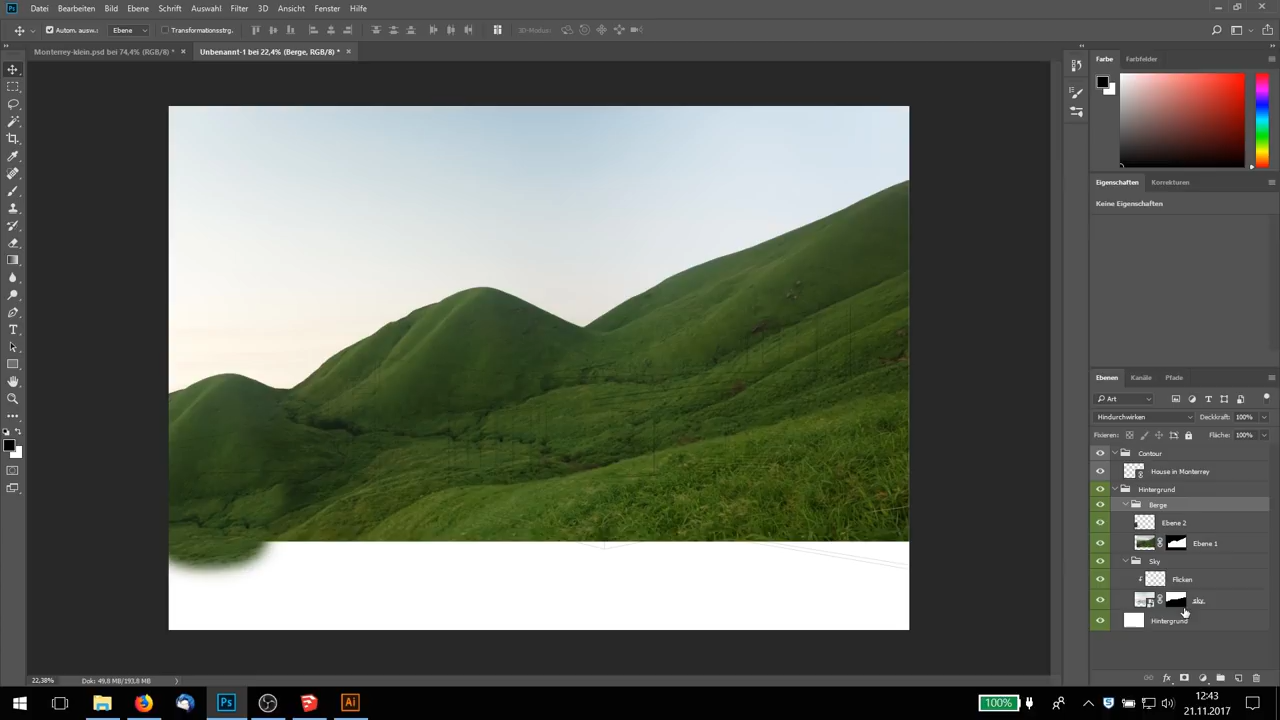 Ps Datei Bearbeiten Bild Ebene Schrift Auswahl Filter 3D Ansicht Fenster Hilfe
Autom. ausw.: Ebene Transformationsstrg. 3D-Modus:
Monterrey-klein.psd bei 74,4% (RGB/8) * × Unbenannt-1 bei 22,4% (Berge, RGB/8) * ×
Farbe Farbfelder
Eigenschaften Korrekturen
Keine Eigenschaften
Ebenen Kanäle Pfade
Art
Hindurchwirken Deckkraft: 100%
Fixieren: Fläche: 100%
Contour
House in Monterrey
Hintergrund
Berge
Ebene 2
Ebene 1
Sky
Flicken
sky
Hintergrund
22,38% Dok: 49,8 MB/193,8 MB
fx
Ps Ai 100% 12:43
21.11.2017